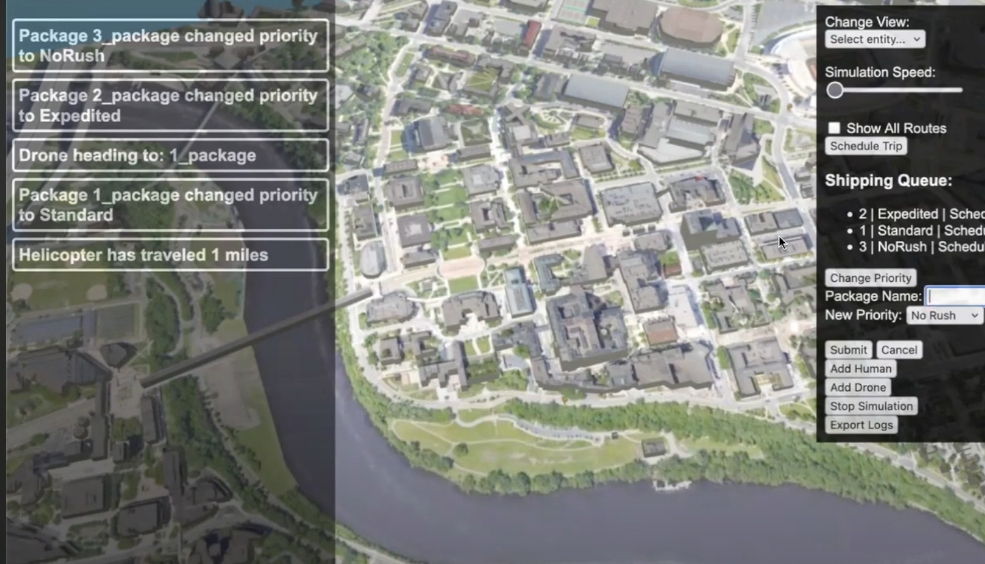 Package 3_package changed priority
to NoRush
Package 2_package changed priority
to Expedited
Drone heading to: 1_package
Package 1_package changed priority
to Standard
Helicopter has traveled 1 miles
Change View:
Select entity...
Simulation Speed:
Show All Routes
Schedule Trip
Shipping Queue:
2 | Expedited | Sched
1 | Standard | Sched
3 | NoRush | Schedu
Change Priority
Package Name:
New Priority: No Rush
Submit Cancel
Add Human
Add Drone
Stop Simulation
Export Logs